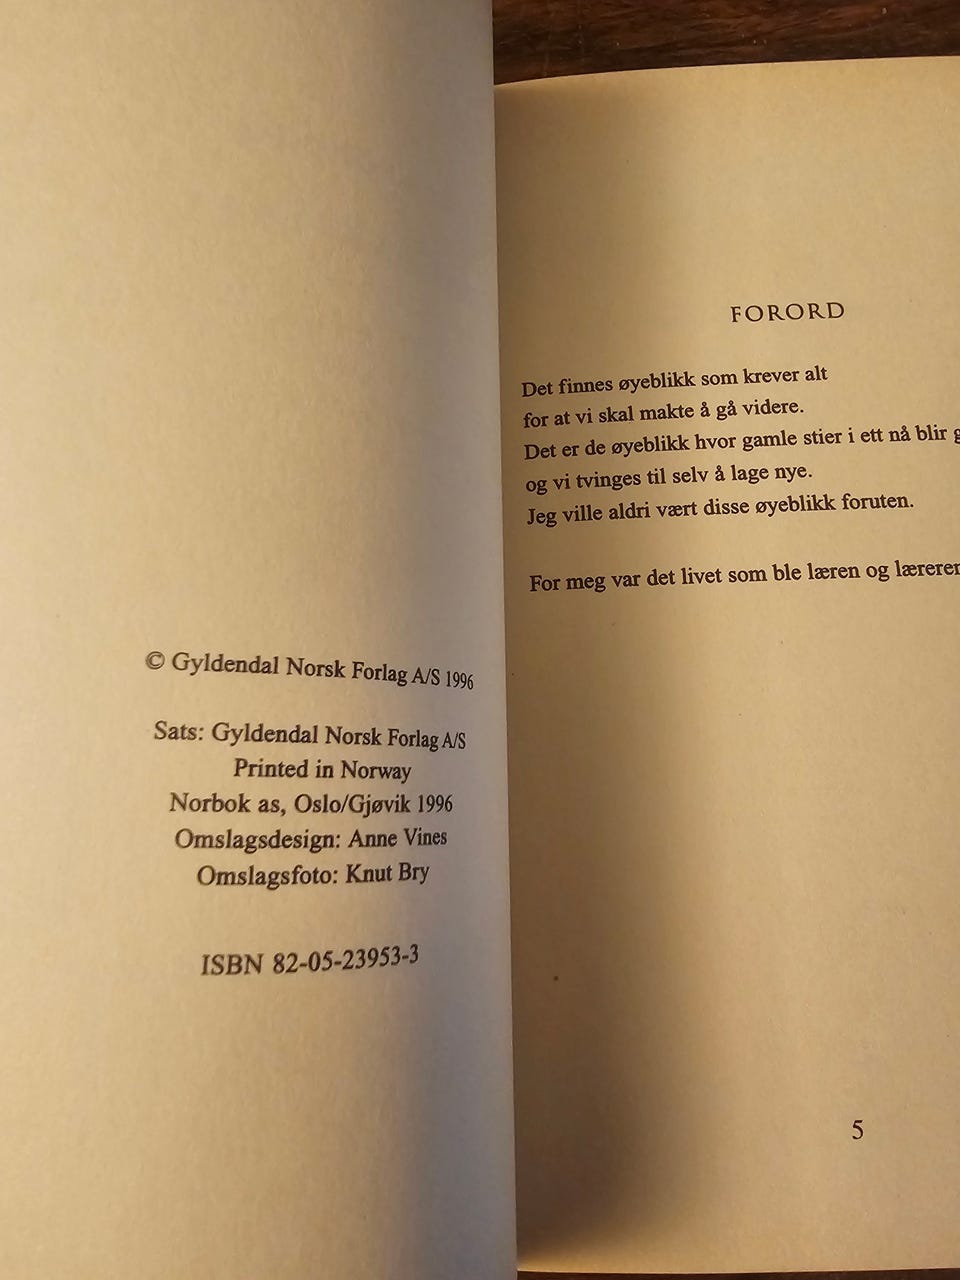 © Gyldendal Norsk Forlag A/S 1996
Sats: Gyldendal Norsk Forlag A/S
Printed in Norway
Norbok as, Oslo/Gjøvik 1996
Omslagsdesign: Anne Vines
Omslagsfoto: Knut Bry
ISBN 82-05-23953-3
FORORD
Det finnes øyeblikk som krever alt
for at vi skal makte å gå videre.
Det er de øyeblikk hvor gamle stier i ett nå blir
og vi tvinges til selv å lage nye.
Jeg ville aldri vært disse øyeblikk foruten.
For meg var det livet som ble læren og læreren
5